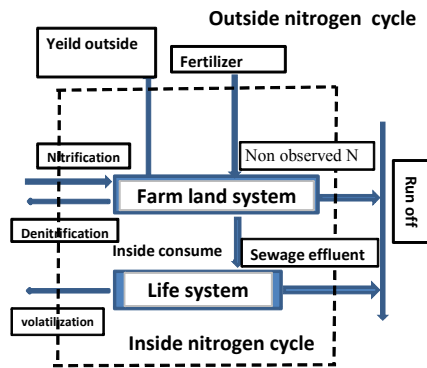 Outside nitrogen cycle
Yeild outside
Fertilizer
Nitrification
Non observed N
Farm land system
Run off
Denitrification
Inside consume
Sewage effluent
Life system
volatilization
Inside nitrogen cycle